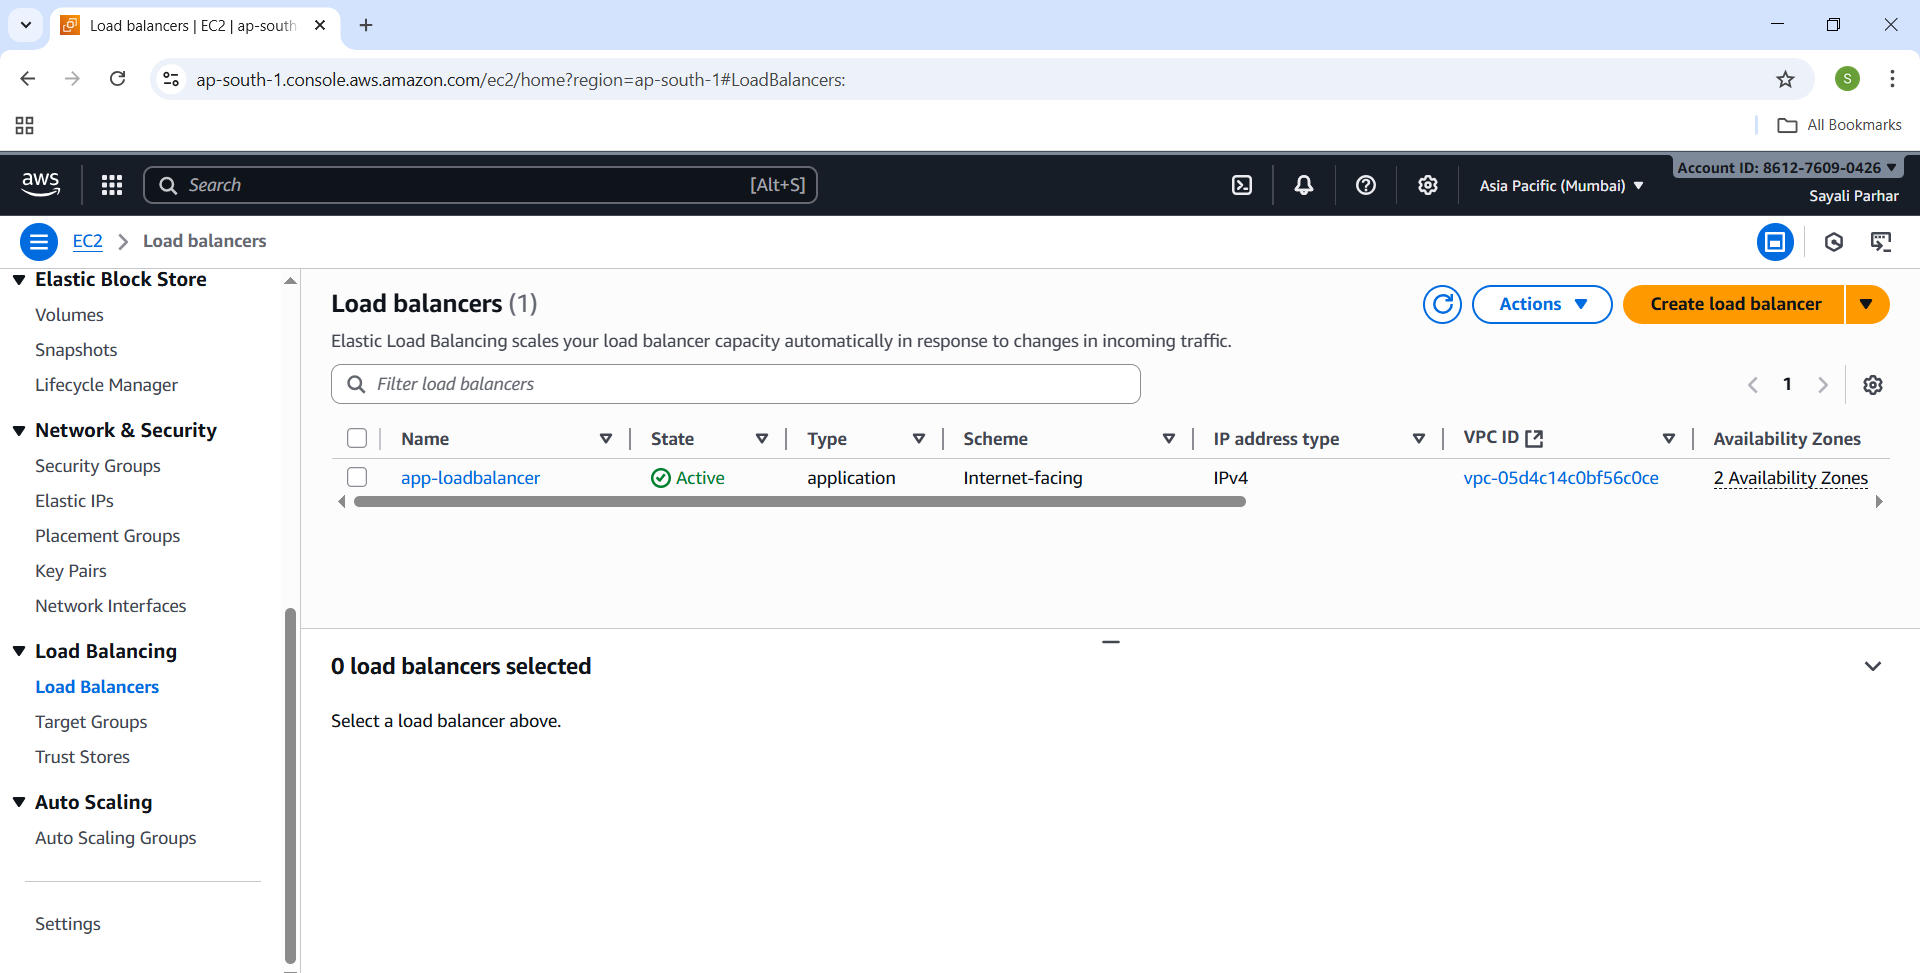 Load balancers | EC2 | ap-south
ap-south-1.console.aws.amazon.com/ec2/home?region=ap-south-1#LoadBalancers:
S
All Bookmarks
aws
Search
[Alt+S]
Asia Pacific (Mumbai)
Account ID: 8612-7609-0426
Sayali Parhar
EC2
Load balancers
Elastic Block Store
Volumes
Snapshots
Lifecycle Manager
Network & Security
Security Groups
Elastic IPs
Placement Groups
Key Pairs
Network Interfaces
Load Balancing
Load Balancers
Target Groups
Trust Stores
Auto Scaling
Auto Scaling Groups
Settings
Load balancers (1)
Actions
Create load balancer
Elastic Load Balancing scales your load balancer capacity automatically in response to changes in incoming traffic.
Filter load balancers
1
Name State Type Scheme IP address type VPC ID Availability Zones
app-loadbalancer Active application Internet-facing IPv4 vpc-05d4c14c0bf56c0ce 2 Availability Zones
0 load balancers selected
Select a load balancer above.